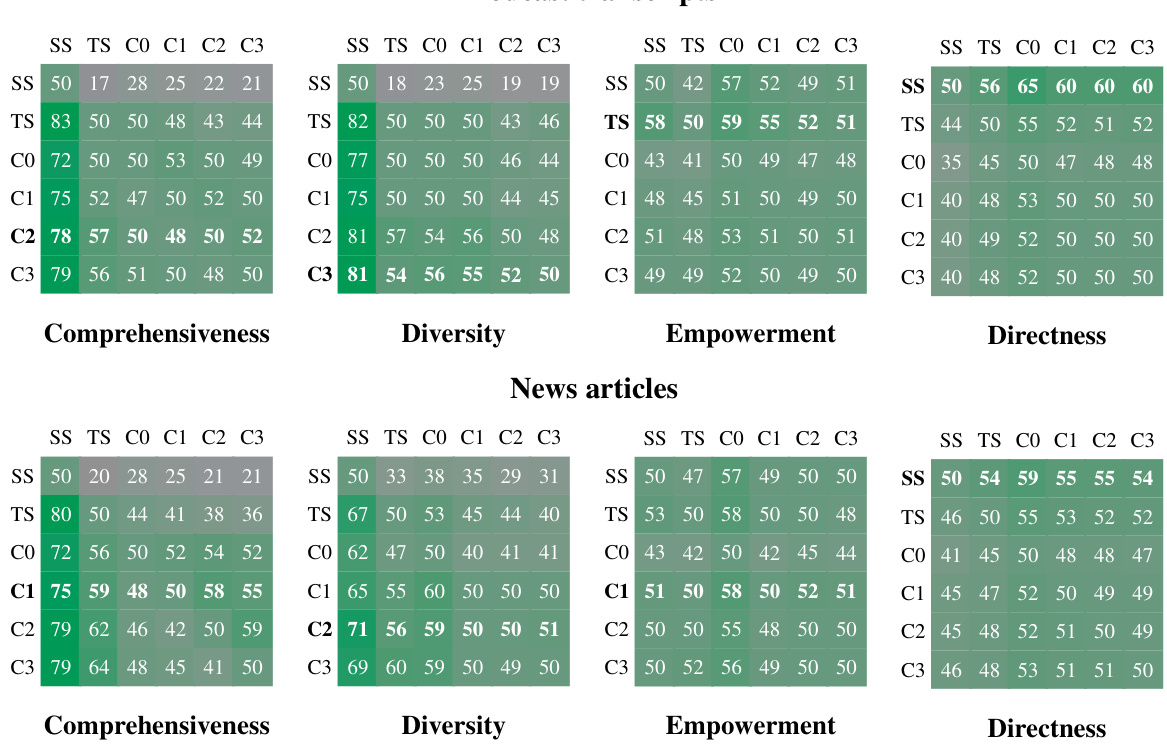 SS TS C0 C1 C2 C3 SS TS C0 C1 C2 C3 SS TS C0 C1 C2 C3 SS TS C0 C1 C2 C3
SS 50 17 28 25 22 21 SS 50 18 23 25 19 19 SS 50 42 57 52 49 51 SS 50 56 65 60 60 60
TS 83 50 50 48 43 44 TS 82 50 50 50 43 46 TS 58 50 59 55 52 51 TS 44 50 55 52 51 52
C0 72 50 50 53 50 49 C0 77 50 50 50 46 44 C0 43 41 50 49 47 48 C0 35 45 50 47 48 48
C1 75 52 47 50 52 50 C1 75 50 50 50 44 45 C1 48 45 51 50 49 50 C1 40 48 53 50 50 50
C2 78 57 50 48 50 52 C2 81 57 54 56 50 48 C2 51 48 53 51 50 51 C2 40 49 52 50 50 50
C3 79 56 51 50 48 50 C3 81 54 56 55 52 50 C3 49 49 52 50 49 50 C3 40 48 52 50 50 50
Comprehensiveness Diversity Empowerment Directness
News articles
SS TS C0 C1 C2 C3 SS TS C0 C1 C2 C3 SS TS C0 C1 C2 C3 SS TS C0 C1 C2 C3
SS 50 20 28 25 21 21 SS 50 33 38 35 29 31 SS 50 47 57 49 50 50 SS 50 54 59 55 55 54
TS 80 50 44 41 38 36 TS 67 50 53 45 44 40 TS 53 50 58 50 50 48 TS 46 50 55 53 52 52
C0 72 56 50 52 54 52 C0 62 47 50 40 41 41 C0 43 42 50 42 45 44 C0 41 45 50 48 48 47
C1 75 59 48 50 58 55 C1 65 55 60 50 50 50 C1 51 50 58 50 52 51 C1 45 47 52 50 49 49
C2 79 62 46 42 50 59 C2 71 56 59 50 50 51 C2 50 50 55 48 50 50 C2 45 48 52 51 50 49
C3 79 64 48 45 41 50 C3 69 60 59 50 49 50 C3 50 52 56 49 50 50 C3 46 48 53 51 51 50
Comprehensiveness Diversity Empowerment Directness